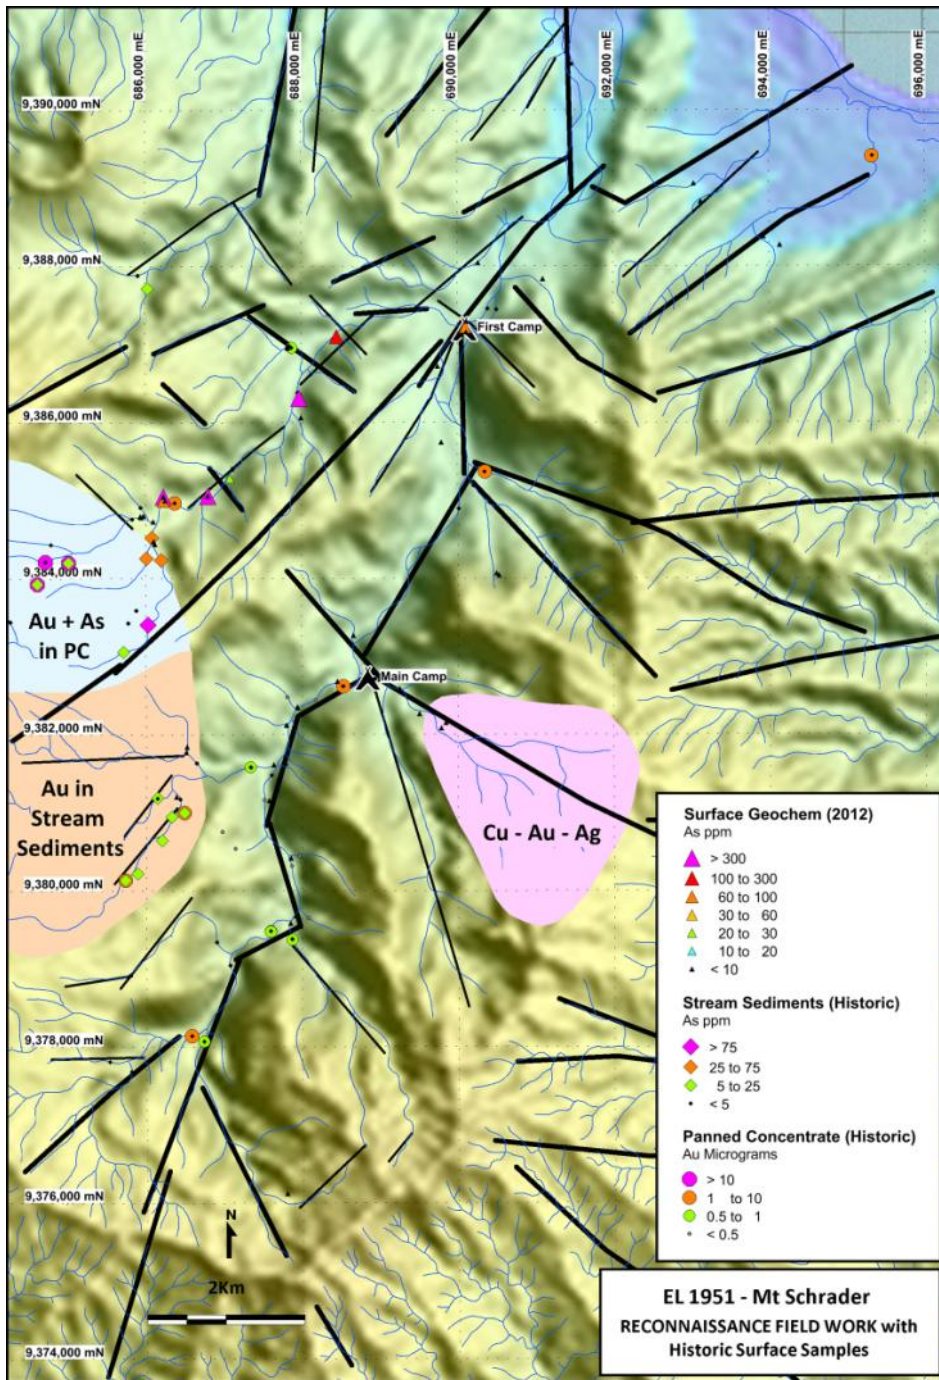 686,000 mE
688,000 mE
690,000 mE
692,000 mE
694,000 mE
696,000 mE
9,390,000 mN
9,388,000 mN
First Camp
9,386,000 mN
9,384,000 mN
Au + As
in PC
Main Camp
9,382,000 mN
Au in
Stream
Sediments
Cu - Au - Ag
9,380,000 mN
9,378,000 mN
9,376,000 mN
N
2Km
9,374,000 mN
Surface Geochem (2012)
As ppm
> 300
100 to 300
60 to 100
30 to 60
20 to 30
10 to 20
< 10
Stream Sediments (Historic)
As ppm
> 75
25 to 75
5 to 25
< 5
Panned Concentrate (Historic)
Au Micrograms
> 10
1 to 10
0.5 to 1
< 0.5
EL 1951 - Mt Schrader
RECONNAISSANCE FIELD WORK with
Historic Surface Samples